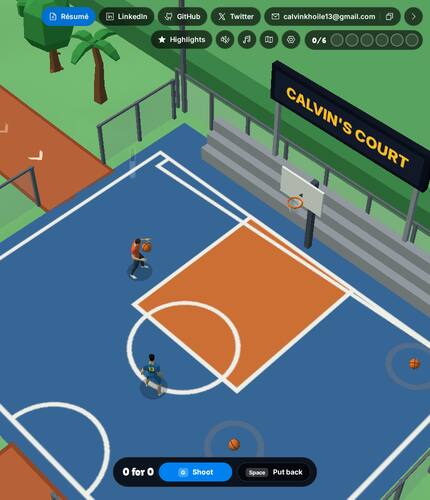 Résumé LinkedIn GitHub Twitter calvinkhoile13@gmail.com
Highlights 0/6
CALVIN'S COURT
13
0 for 0 G Shoot Space Put back